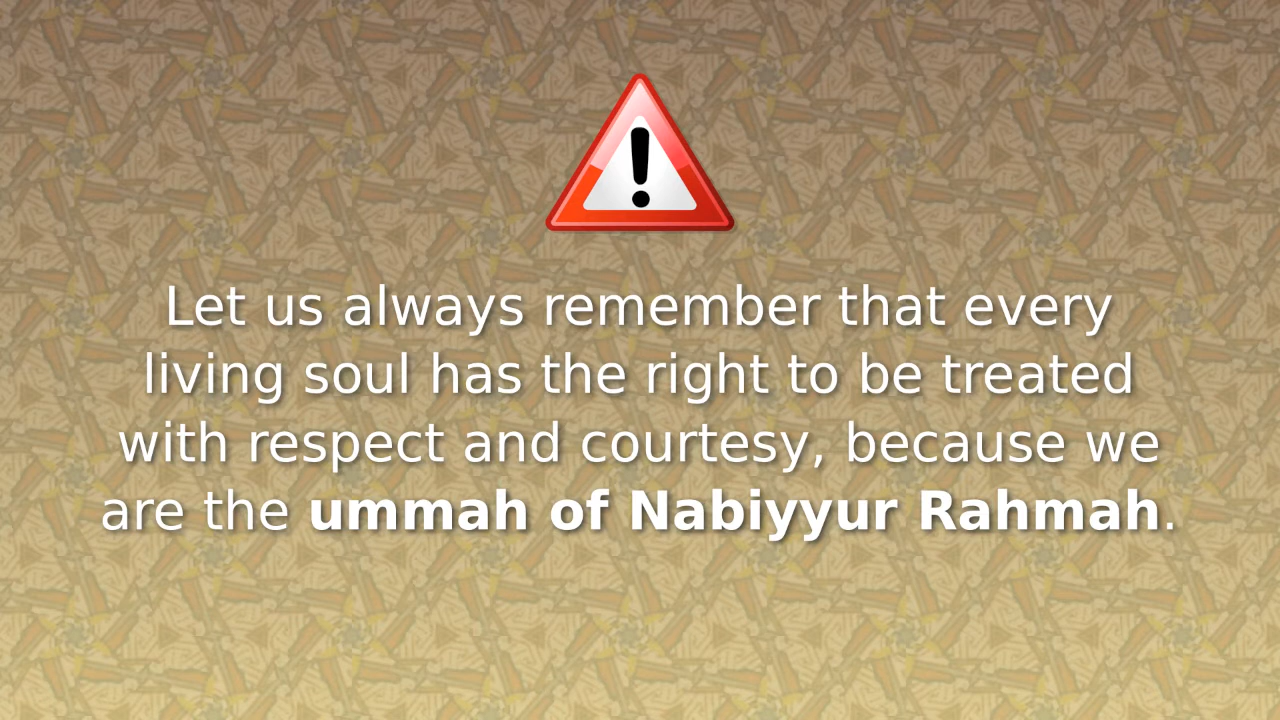 Let us always remember that every
living soul has the right to be treated
with respect and courtesy, because we
are the ummah of Nabiyyur Rahmah.